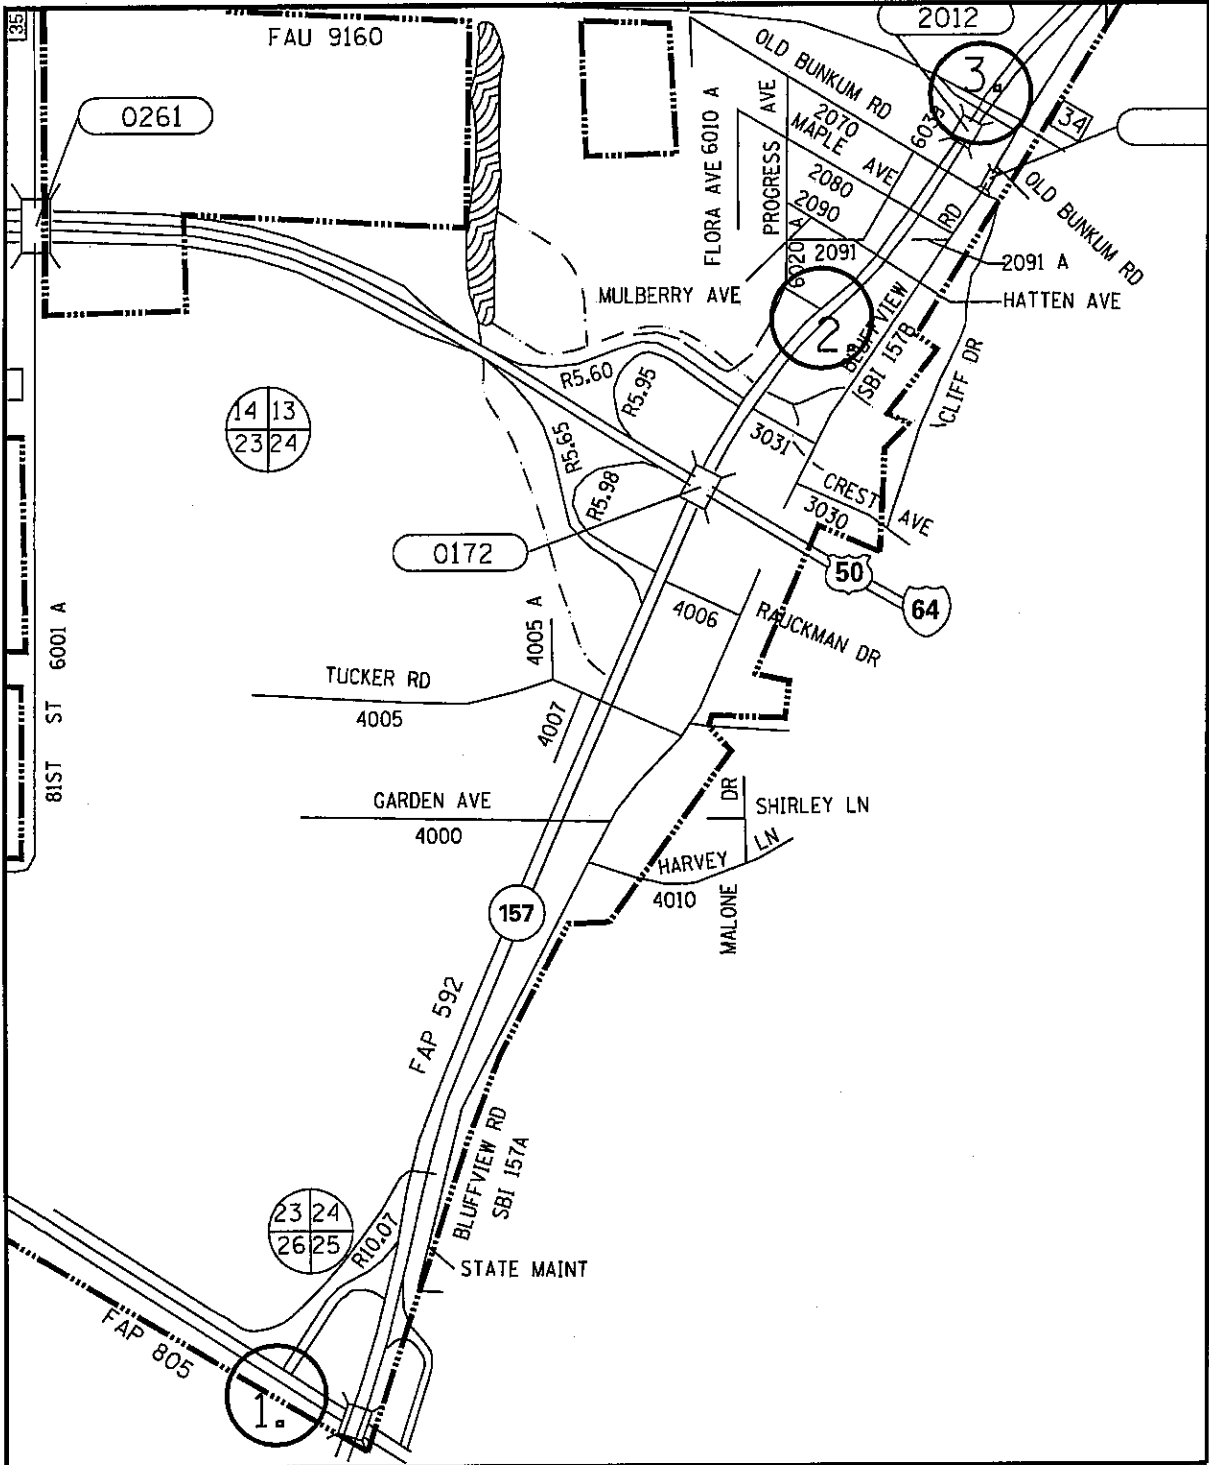 35
FAU 9160
2012
3.
OLD BUNKUM RD
0261
FLORA AVE 6010 A
PROGRESS AVE
2070
MAPLE AVE
603
34
2080
2090
OLD BUNKUM RD
6020 A
2091
RD
2091 A
MULBERRY AVE
HATTEN AVE
2.
BLUFFVIEW
SBI 157B
CLIFF DR
R5.60
R5.95
14 13
23 24
R5.65
3031
R5.98
CREST AVE
3030
0172
50
64
4006
RAUCKMAN DR
81ST ST 6001 A
4005 A
TUCKER RD
4005
4007
GARDEN AVE
4000
DR
SHIRLEY LN
HARVEY LN
4010
MALONE
157
FAP 592
BLUFFVIEW RD
SBI 157A
23 24
26 25
R10.07
STATE MAINT
FAP 805
1.